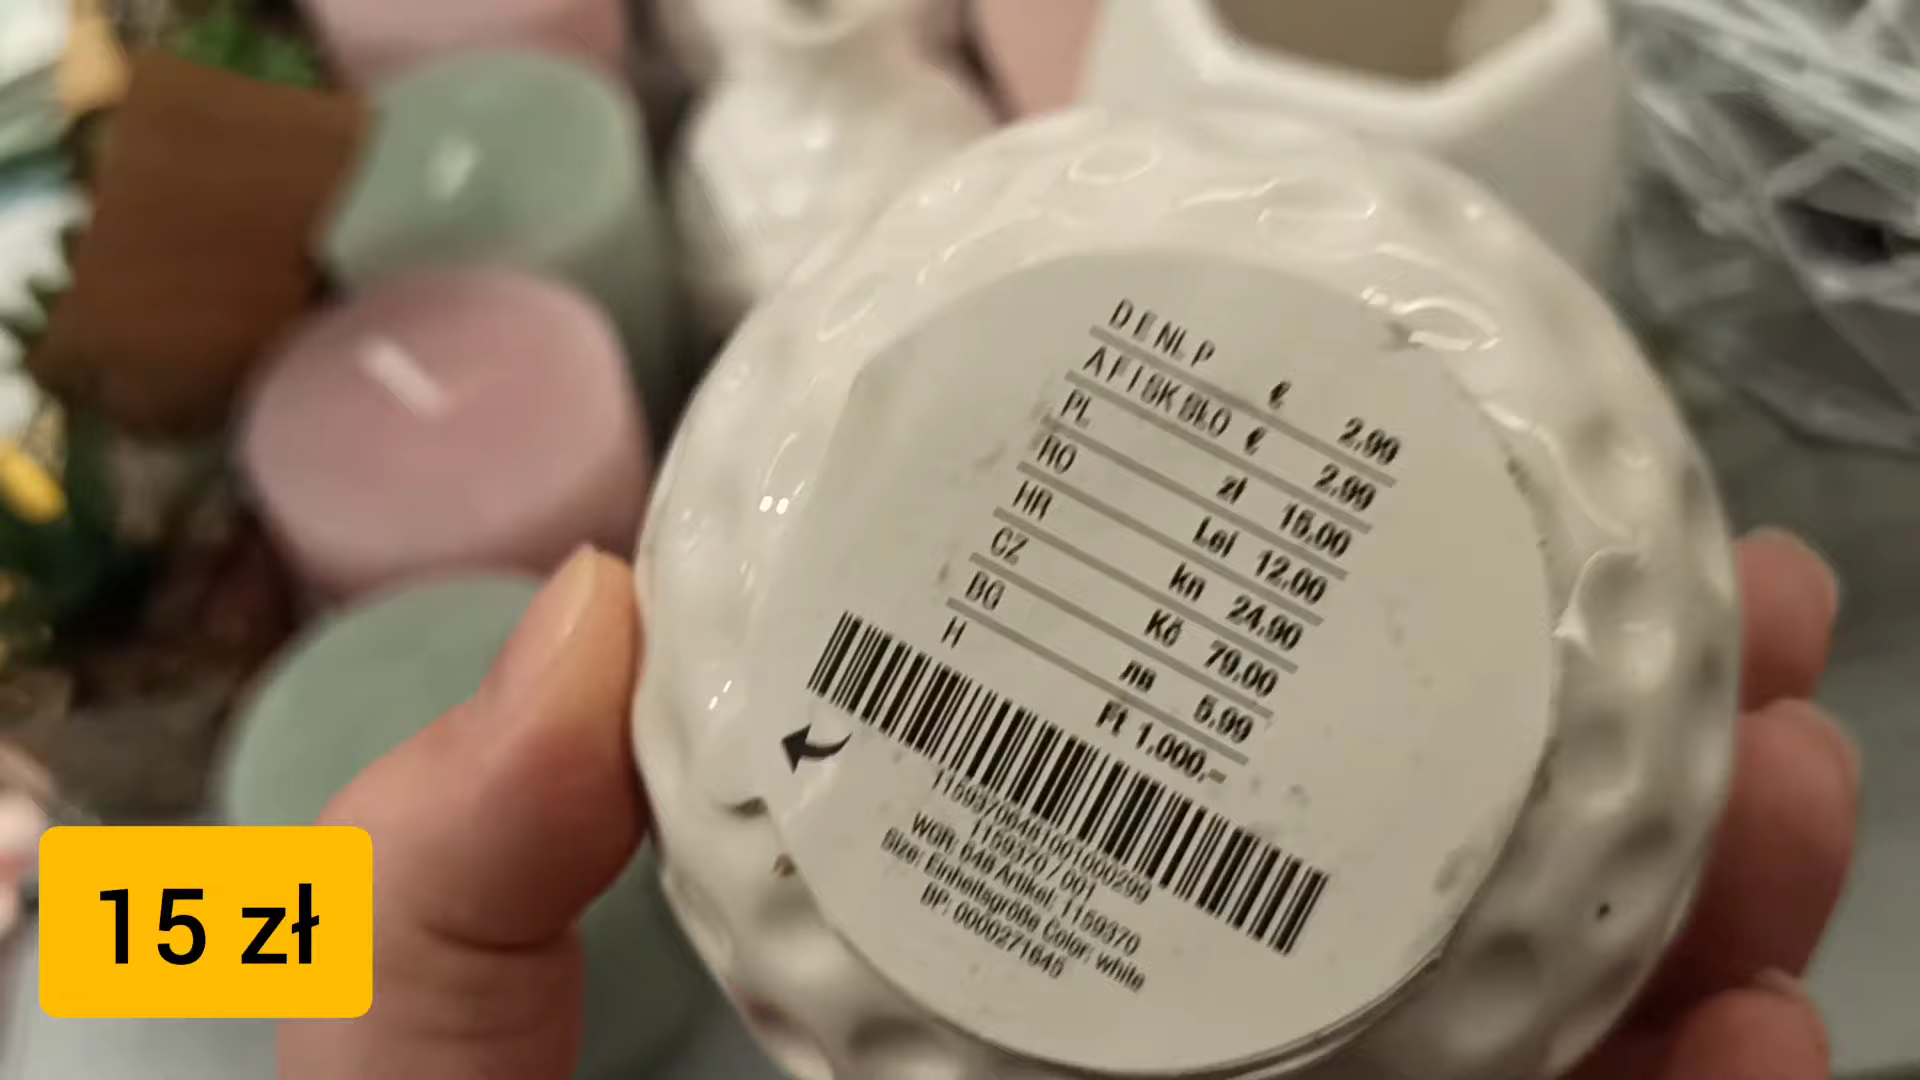 D E NL P € 2.99
A F I SK SLO € 2.99
PL zł 15.00
RO Lei 12.00
HR kn 24.90
CZ Kč 79.00
BG лв 5.99
H Ft 1.000.-
11593706481001000299
1159370 / 001
WGR: 648 Artikel: 1159370
Size: Einheitsgröße Color: white
BP: 0000271645
15 zł